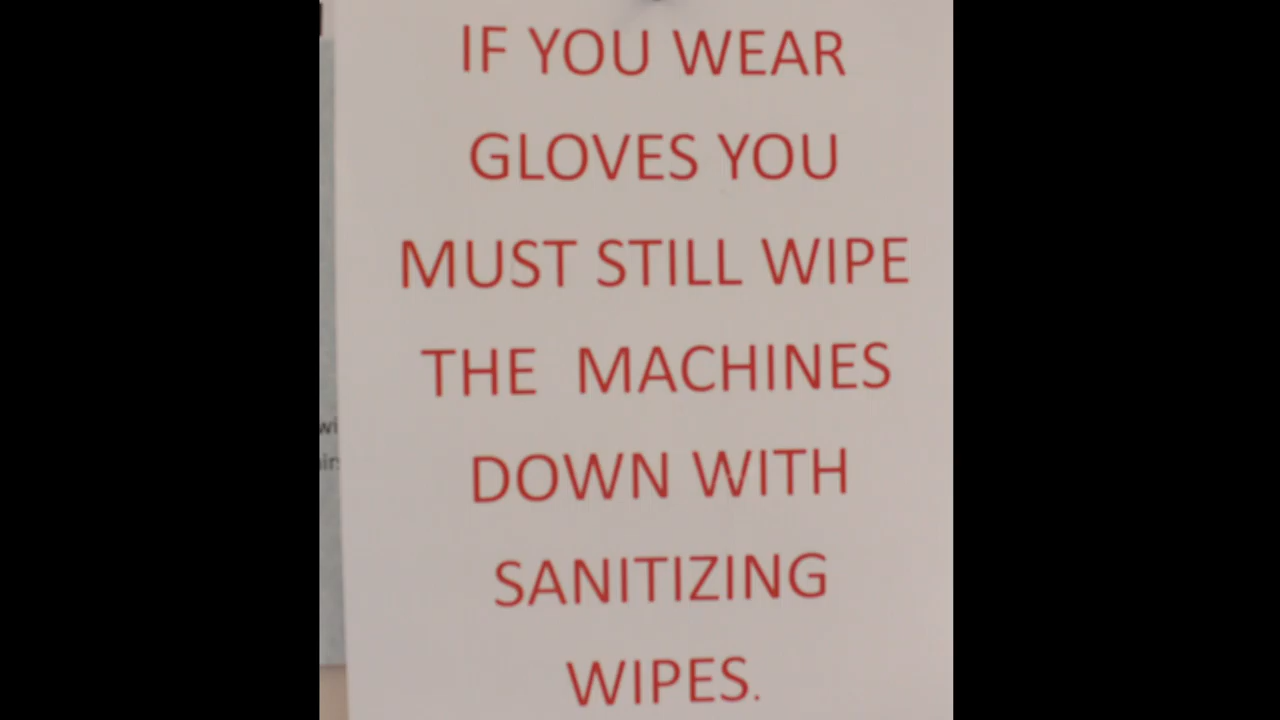 IF YOU WEAR
GLOVES YOU
MUST STILL WIPE
THE  MACHINES
DOWN WITH
SANITIZING
WIPES.